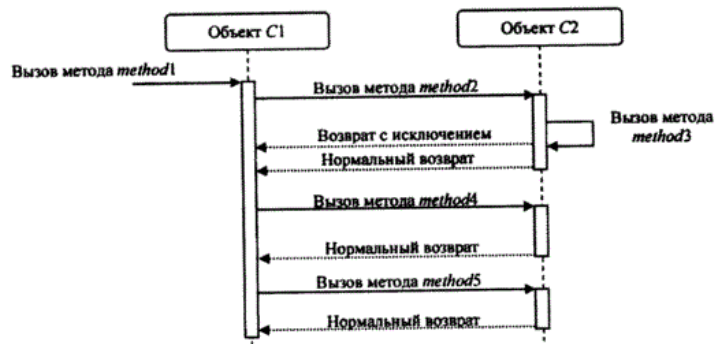 Объект C1
Объект C2
Вызов метода method1
Вызов метода method2
Вызов метода
method3
Возврат с исключением
Нормальный возврат
Вызов метода method4
Нормальный возврат
Вызов метода method5
Нормальный возврат